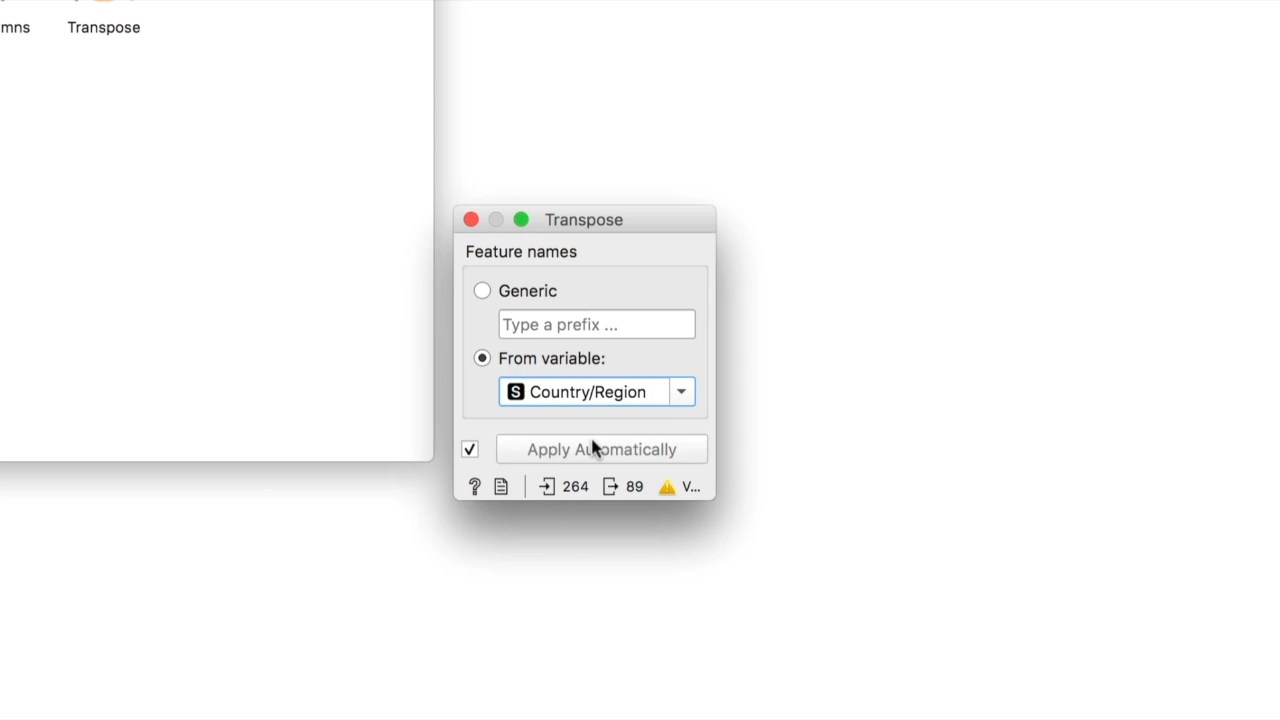 mns Transpose
Transpose
Feature names
Generic
Type a prefix ...
From variable:
S Country/Region
Apply Automatically
? 264 89 V...